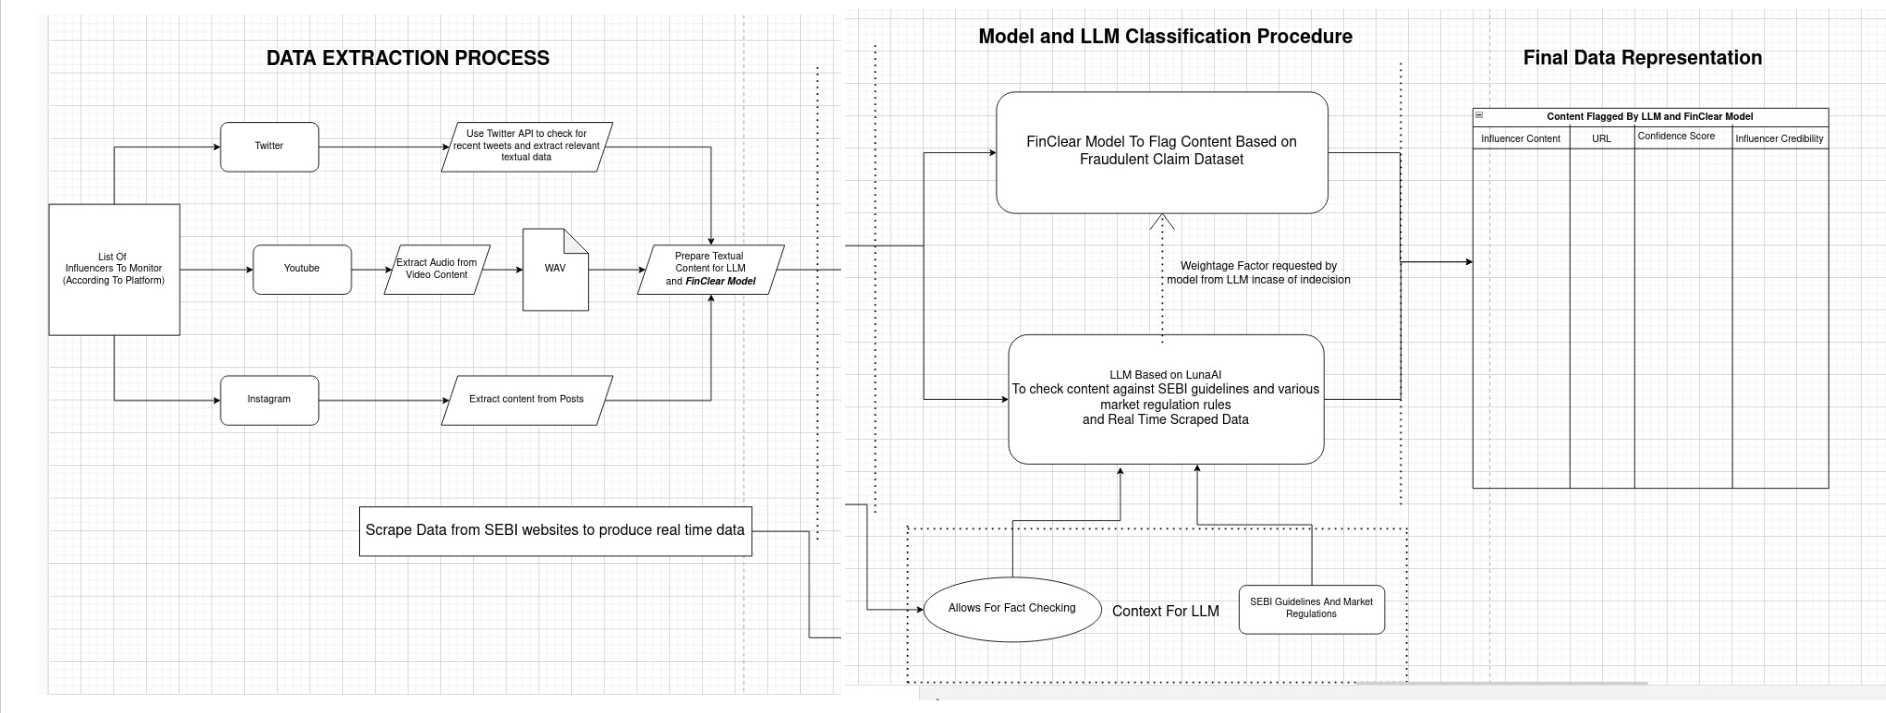 DATA EXTRACTION PROCESS
Twitter
Use Twitter API to check for
recent tweets and extract relevant
textual data
List Of
Influencers To Monitor
(According To Platform)
Youtube
Extract Audio from
Video Content
WAV
Prepare Textual
Content for LLM
and FinClear Model
Instagram
Extract content from Posts
Scrape Data from SEBI websites to produce real time data
Model and LLM Classification Procedure
FinClear Model To Flag Content Based on
Fraudulent Claim Dataset
Weightage Factor requested by
model from LLM incase of indecision
LLM Based on LunaAI
To check content against SEBI guidelines and various
market regulation rules
and Real Time Scraped Data
Allows For Fact Checking
Context For LLM
SEBI Guidelines And Market
Regulations
Final Data Representation
Content Flagged By LLM and FinClear Model
Influencer Content
URL
Confidence Score
Influencer Credibility